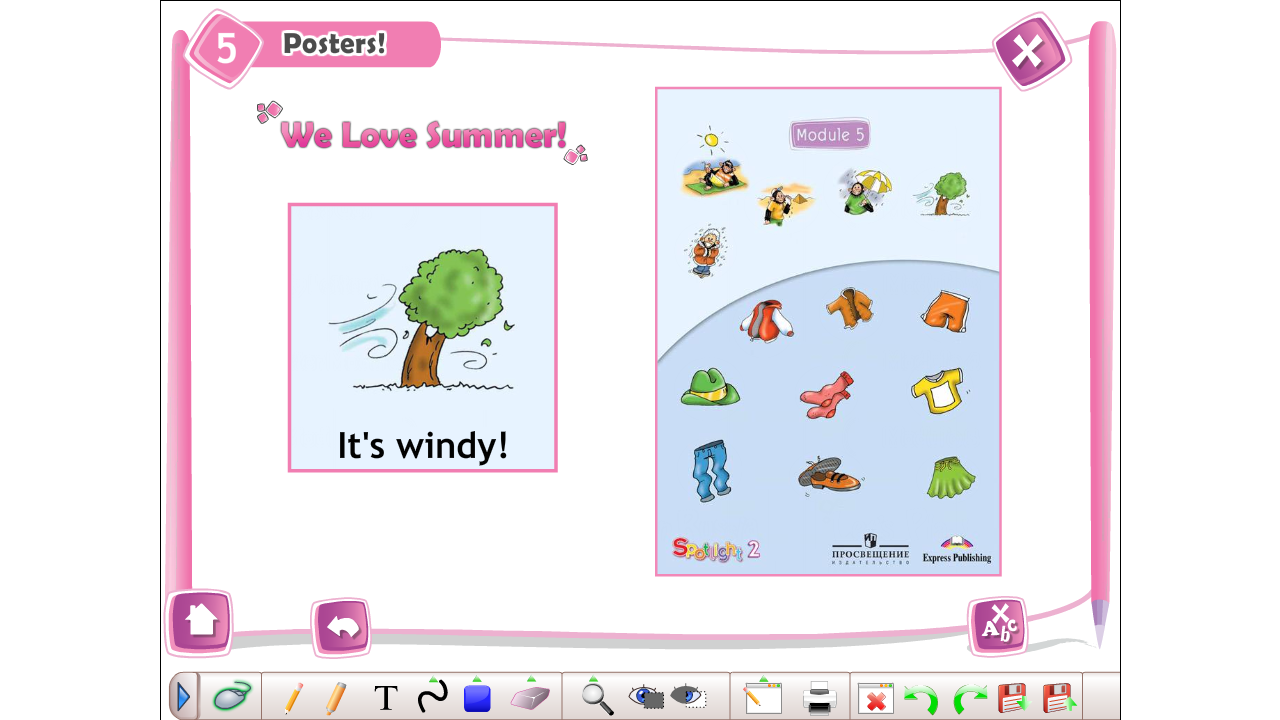 5
Posters!
We Love Summer!
It's windy!
Module 5
Spotlight 2
ПРОСВЕЩЕНИЕ
ИЗДАТЕЛЬСТВО
Express Publishing
X
A b c
T